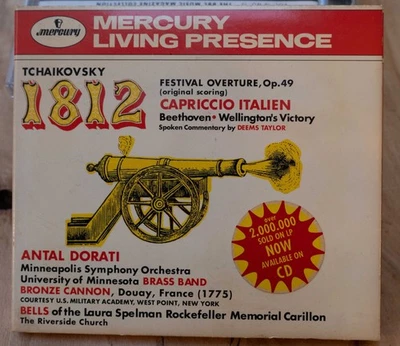 mercury
MERCURY
LIVING PRESENCE
TCHAIKOVSKY
1812
FESTIVAL OVERTURE, Op.49
(original scoring)
CAPRICCIO ITALIEN
Beethoven • Wellington's Victory
Spoken Commentary by DEEMS TAYLOR
over
2,000,000
SOLD ON LP
NOW
AVAILABLE ON
CD
ANTAL DORATI
Minneapolis Symphony Orchestra
University of Minnesota BRASS BAND
BRONZE CANNON, Douay, France (1775)
COURTESY U.S. MILITARY ACADEMY, WEST POINT, NEW YORK
BELLS of the Laura Spelman Rockefeller Memorial Carillon
The Riverside Church